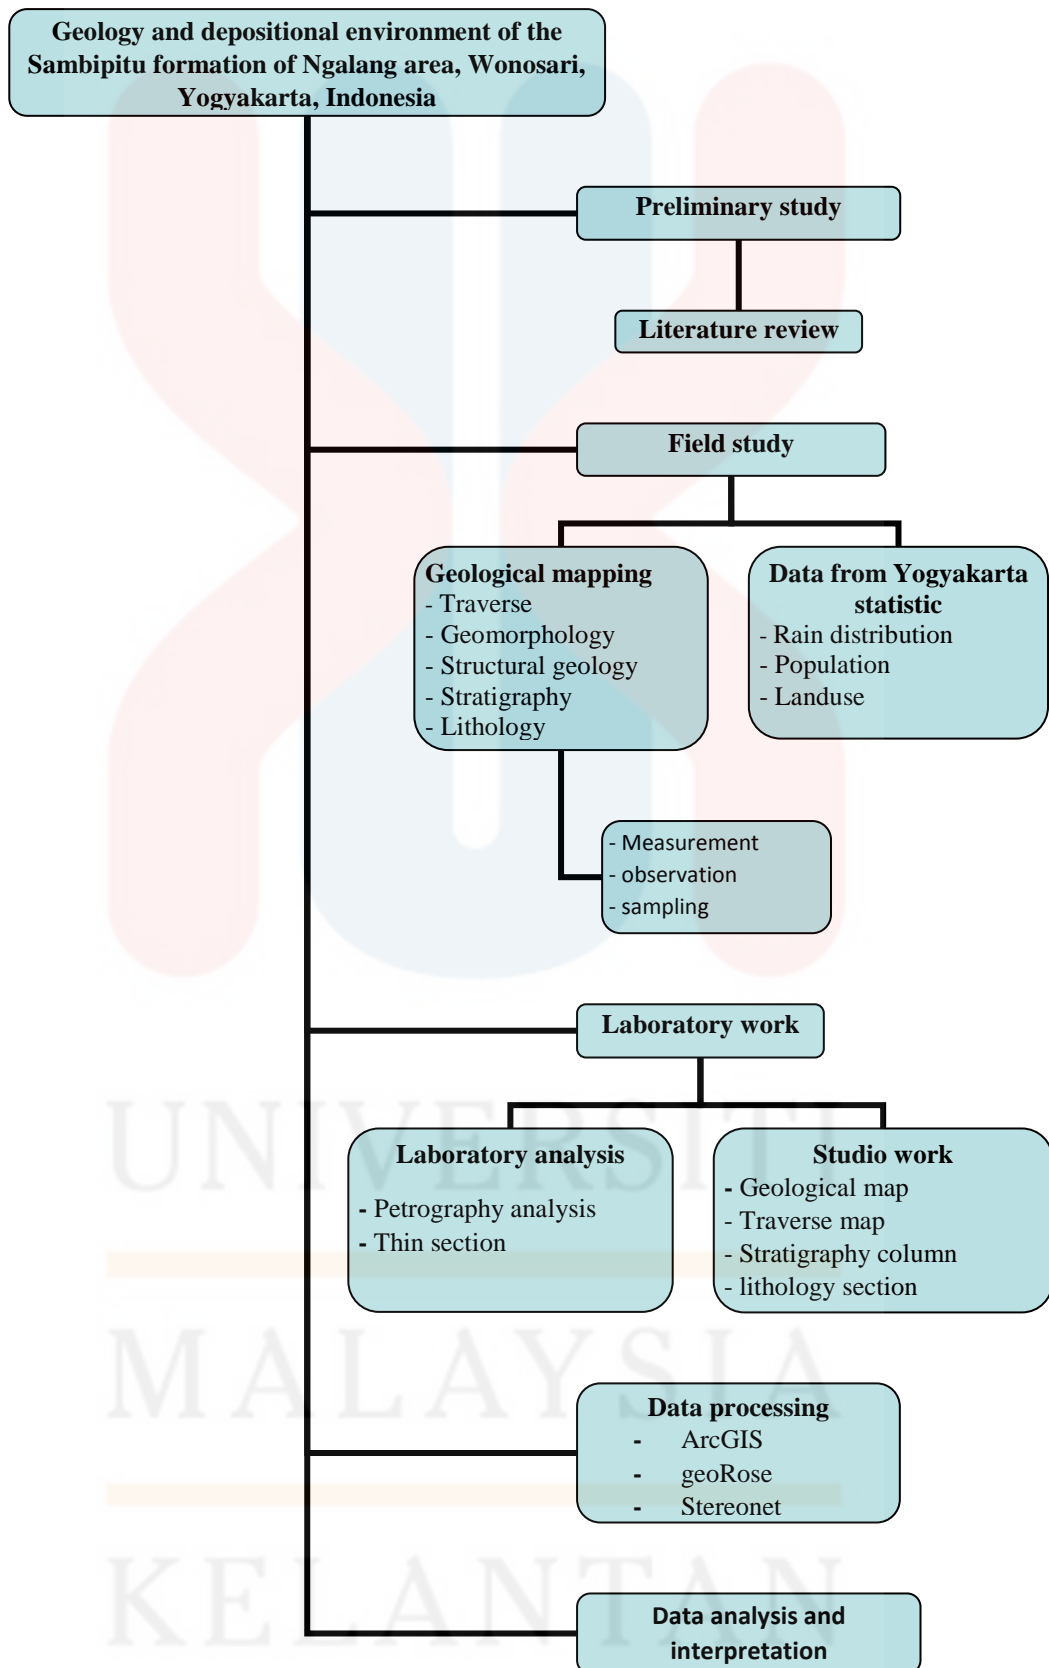 Geology and depositional environment of the
Sambipitu formation of Ngalang area, Wonosari,
Yogyakarta, Indonesia
Preliminary study
Literature review
Field study
Geological mapping
- Traverse
- Geomorphology
- Structural geology
- Stratigraphy
- Lithology
Data from Yogyakarta
statistic
- Rain distribution
- Population
- Landuse
- Measurement
- observation
- sampling
Laboratory work
Laboratory analysis
- Petrography analysis
- Thin section
Studio work
- Geological map
- Traverse map
- Stratigraphy column
- lithology section
Data processing
- ArcGIS
- geoRose
- Stereonet
Data analysis and
interpretation
UNIVERSITI
MALAYSIA
KELANTAN